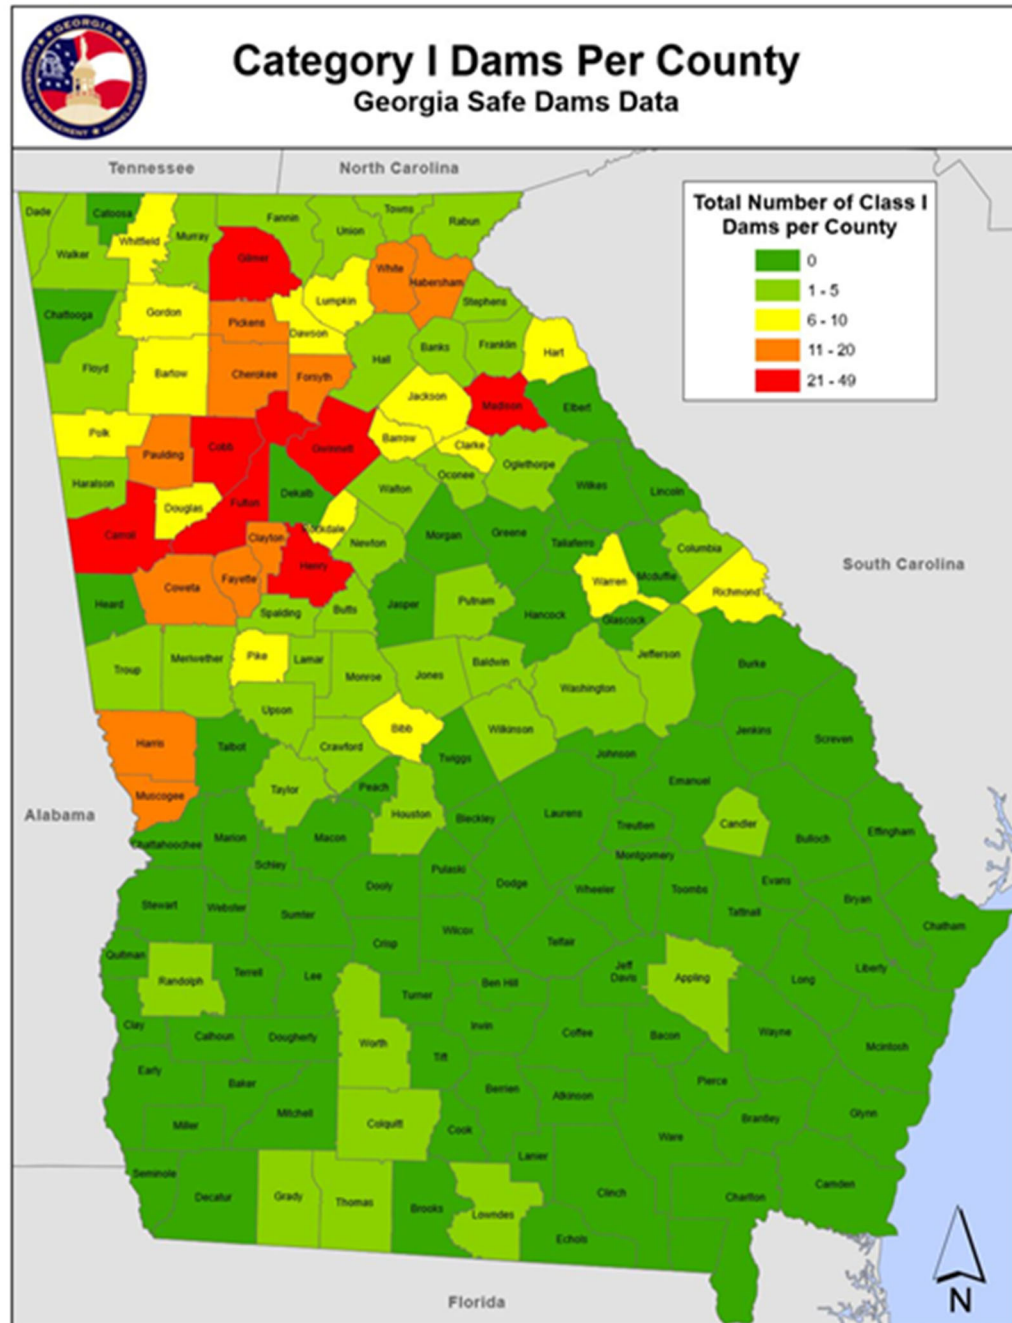 GEORGIA
Category I Dams Per County
Georgia Safe Dams Data
Tennessee
North Carolina
Total Number of Class I
Dams per County
0
1 - 5
6 - 10
11 - 20
21 - 49
Dade
Catoosa
Whitfield
Murray
Fannin
Union
Towns
Rabun
Walker
Gilmer
White
Habersham
Lumpkin
Stephens
Chattooga
Gordon
Pickens
Dawson
Floyd
Bartow
Cherokee
Forsyth
Hall
Banks
Franklin
Hart
Jackson
Madison
Elbert
Polk
Paulding
Cobb
Gwinnett
Barrow
Clarke
Oconee
Oglethorpe
Haralson
Douglas
Fulton
Dekalb
Walton
Wilkes
Lincoln
Carroll
Clayton
Henry
Newton
Morgan
Greene
Taliaferro
Columbia
South Carolina
Heard
Coweta
Fayette
Spalding
Butts
Jasper
Putnam
Hancock
Warren
Mcduffie
Richmond
Glascock
Troup
Meriwether
Pike
Lamar
Monroe
Jones
Baldwin
Washington
Jefferson
Burke
Upson
Harris
Talbot
Crawford
Bibb
Twiggs
Wilkinson
Johnson
Jenkins
Screven
Alabama
Muscogee
Taylor
Peach
Houston
Bleckley
Laurens
Emanuel
Treutlen
Candler
Bulloch
Effingham
hattahoochee
Marion
Macon
Schley
Montgomery
Stewart
Webster
Sumter
Dooly
Pulaski
Dodge
Wheeler
Toombs
Tattnall
Evans
Bryan
Chatham
Quitman
Randolph
Terrell
Lee
Crisp
Wilcox
Telfair
Jeff
Davis
Appling
Long
Liberty
Clay
Calhoun
Dougherty
Worth
Turner
Ben Hill
Irvin
Coffee
Bacon
Wayne
Mcintosh
Early
Baker
Mitchell
Tift
Berrien
Atkinson
Pierce
Brantley
Glynn
Miller
Colquitt
Cook
Lanier
Ware
Seminole
Decatur
Grady
Thomas
Brooks
Lowndes
Clinch
Echols
Charlton
Camden
Florida
N